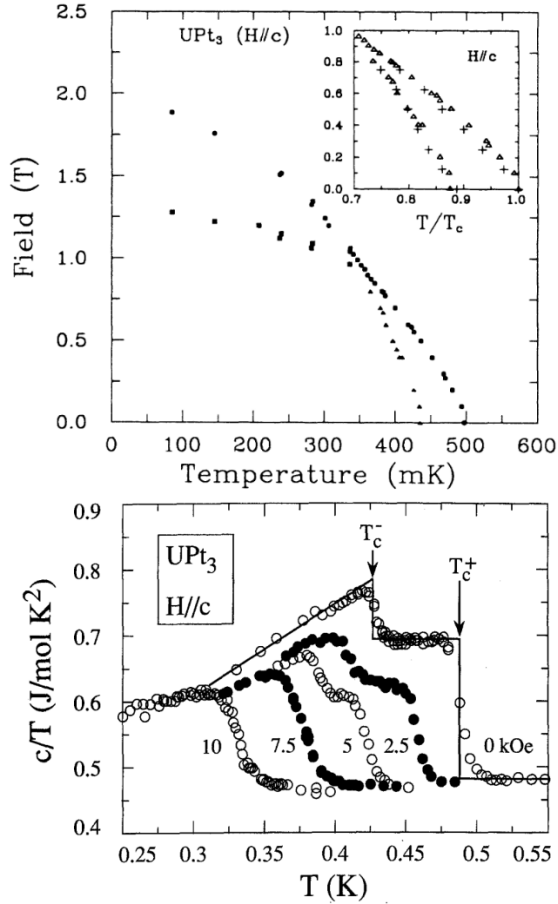 UPt₃ (H//c)
H//c
1.0
0.8
0.6
0.4
0.2
0.0
0.7 0.8 0.9 1.0
T/Tc
2.5
2.0
1.5
1.0
0.5
0.0
Field (T)
0 100 200 300 400 500 600
Temperature (mK)
0.9
0.8
0.7
0.6
0.5
0.4
c/T (J/mol K²)
UPt₃
H//c
Tc⁻
Tc⁺
10 7.5 5 2.5 0 kOe
0.25 0.30 0.35 0.40 0.45 0.50 0.55
T (K)